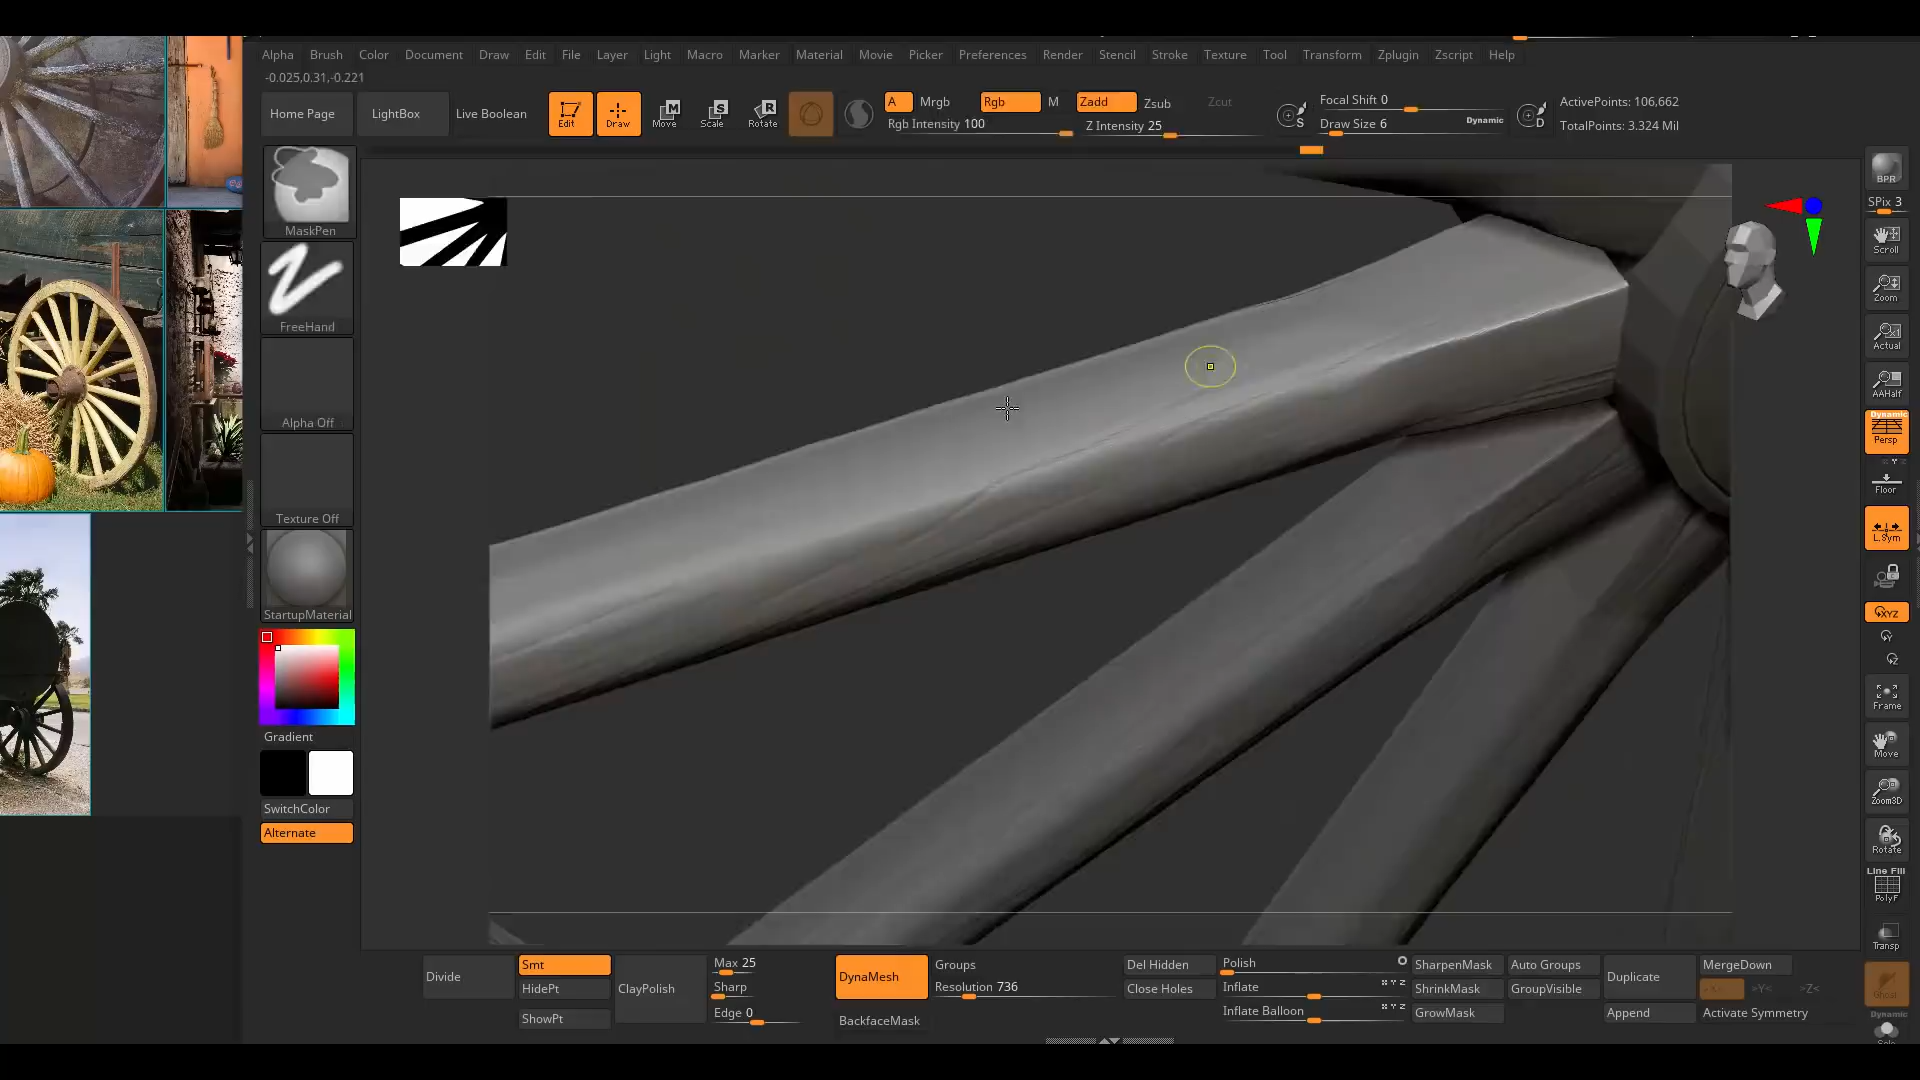 Alpha Brush Color Document Draw Edit File Layer Light Macro Marker Material Movie Picker Preferences Render Stencil Stroke Texture Tool Transform Zplugin Zscript Help
-0.025,0.31,-0.221
Home Page LightBox Live Boolean Edit Draw Move Scale Rotate
A Mrgb Rgb M Zadd Zsub Zcut
Rgb Intensity 100 Z Intensity 25
Focal Shift 0
Draw Size 6 Dynamic
ActivePoints: 106,662
TotalPoints: 3.324 Mil
MaskPen
FreeHand
Alpha Off
Texture Off
StartupMaterial
Gradient
SwitchColor
Alternate
BPR
SPix 3
Scroll
Zoom
Actual
AAHalf
Dynamic
Persp
Floor
L.Sym
XYZ
Frame
Move
Zoom3D
Rotate
Line Fill
PolyF
Transp
Ghost
Dynamic
Solo
Divide Smt
HidePt
ShowPt
ClayPolish
Max 25
Sharp
Edge 0
DynaMesh
BackfaceMask
Groups
Resolution 736
Del Hidden
Close Holes
Polish
Inflate
Inflate Balloon
SharpenMask
ShrinkMask
GrowMask
Auto Groups
GroupVisible
Duplicate
Append
MergeDown
>X< >Y< >Z<
Activate Symmetry